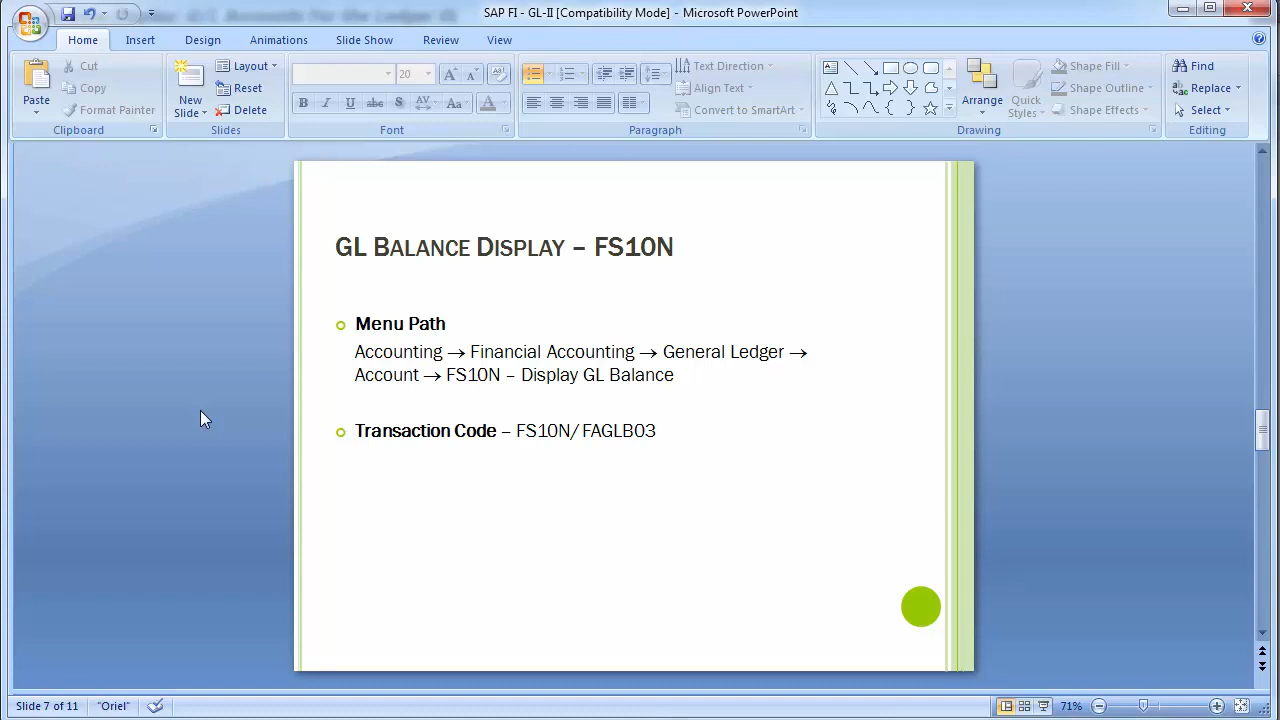 SAP FI - GL-II [Compatibility Mode] - Microsoft PowerPoint
Home Insert Design Animations Slide Show Review View
Paste
Cut
Copy
Format Painter
Clipboard
New Slide
Layout
Reset
Delete
Slides
20
B I U abc S AV Aa A
Font
Text Direction
Align Text
Convert to SmartArt
Paragraph
Arrange
Quick Styles
Shape Fill
Shape Outline
Shape Effects
Drawing
Find
Replace
Select
Editing
GL BALANCE DISPLAY – FS10N
Menu Path
Accounting → Financial Accounting → General Ledger →
Account → FS10N – Display GL Balance
Transaction Code – FS10N/ FAGLB03
Slide 7 of 11 "Oriel" 71%